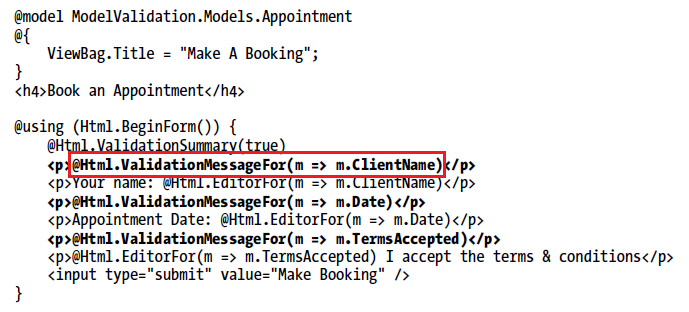 @model ModelValidation.Models.Appointment
@{
ViewBag.Title = "Make A Booking";
}
<h4>Book an Appointment</h4>
@using (Html.BeginForm()) {
@Html.ValidationSummary(true)
<p>@Html.ValidationMessageFor(m => m.ClientName)</p>
<p>Your name: @Html.EditorFor(m => m.ClientName)</p>
<p>@Html.ValidationMessageFor(m => m.Date)</p>
<p>Appointment Date: @Html.EditorFor(m => m.Date)</p>
<p>@Html.ValidationMessageFor(m => m.TermsAccepted)</p>
<p>@Html.EditorFor(m => m.TermsAccepted) I accept the terms & conditions</p>
<input type="submit" value="Make Booking" />
}